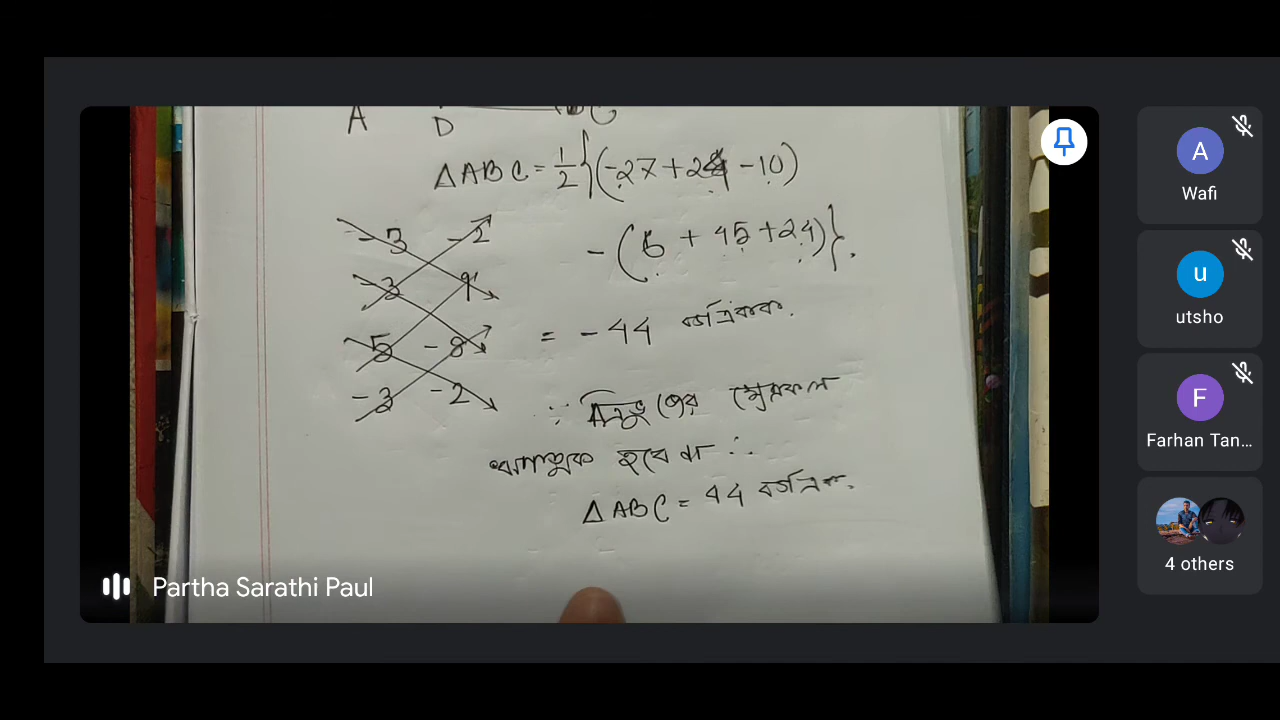 A D C
ΔABC = 1/2 {(-27+24-10)
- (6 + 45 + 24)}.
-3 -2
-3 9
5 -8
-3 -2
= - 44 বর্গএকক.
∵ ত্রিভুজের ক্ষেত্রফল
ঋণাত্মক হবে না ∴
ΔABC = 44 বর্গএকক.
Partha Sarathi Paul
A
Wafi
u
utsho
F
Farhan Tan...
4 others